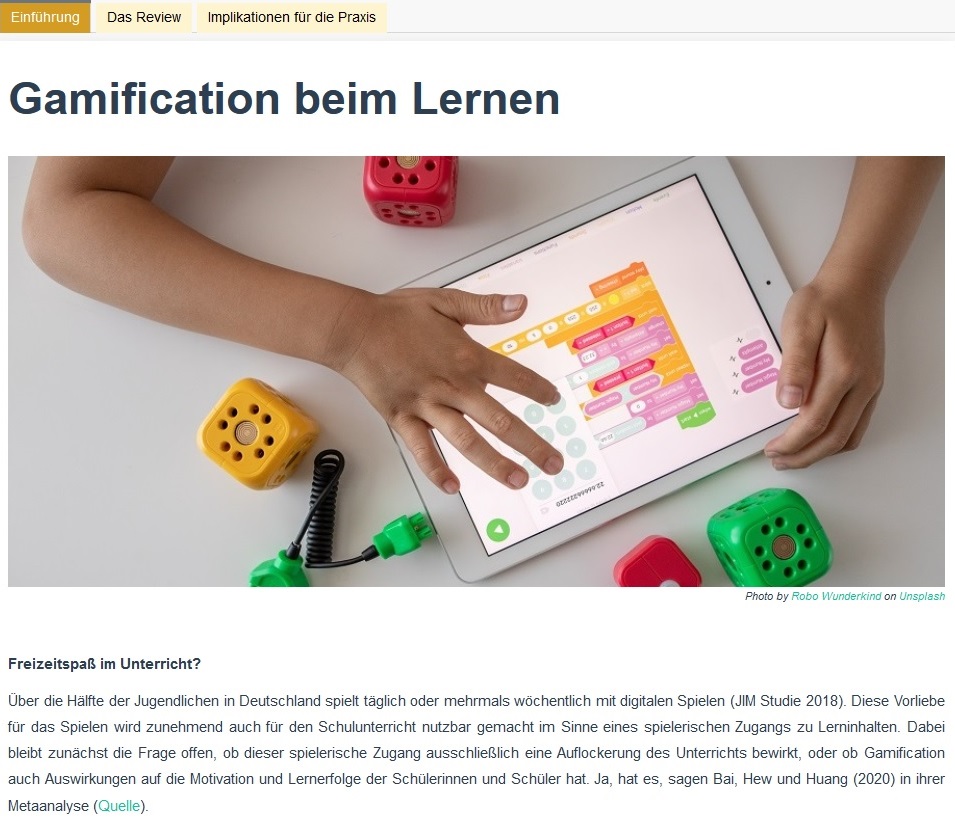 Einführung
Das Review
Implikationen für die Praxis
Gamification beim Lernen
Photo by Robo Wunderkind on Unsplash
Freizeitspaß im Unterricht?
Über die Hälfte der Jugendlichen in Deutschland spielt täglich oder mehrmals wöchentlich mit digitalen Spielen (JIM Studie 2018). Diese Vorliebe
für das Spielen wird zunehmend auch für den Schulunterricht nutzbar gemacht im Sinne eines spielerischen Zugangs zu Lerninhalten. Dabei
bleibt zunächst die Frage offen, ob dieser spielerische Zugang ausschließlich eine Auflockerung des Unterrichts bewirkt, oder ob Gamification
auch Auswirkungen auf die Motivation und Lernerfolge der Schülerinnen und Schüler hat. Ja, hat es, sagen Bai, Hew und Huang (2020) in ihrer
Metaanalyse (Quelle).